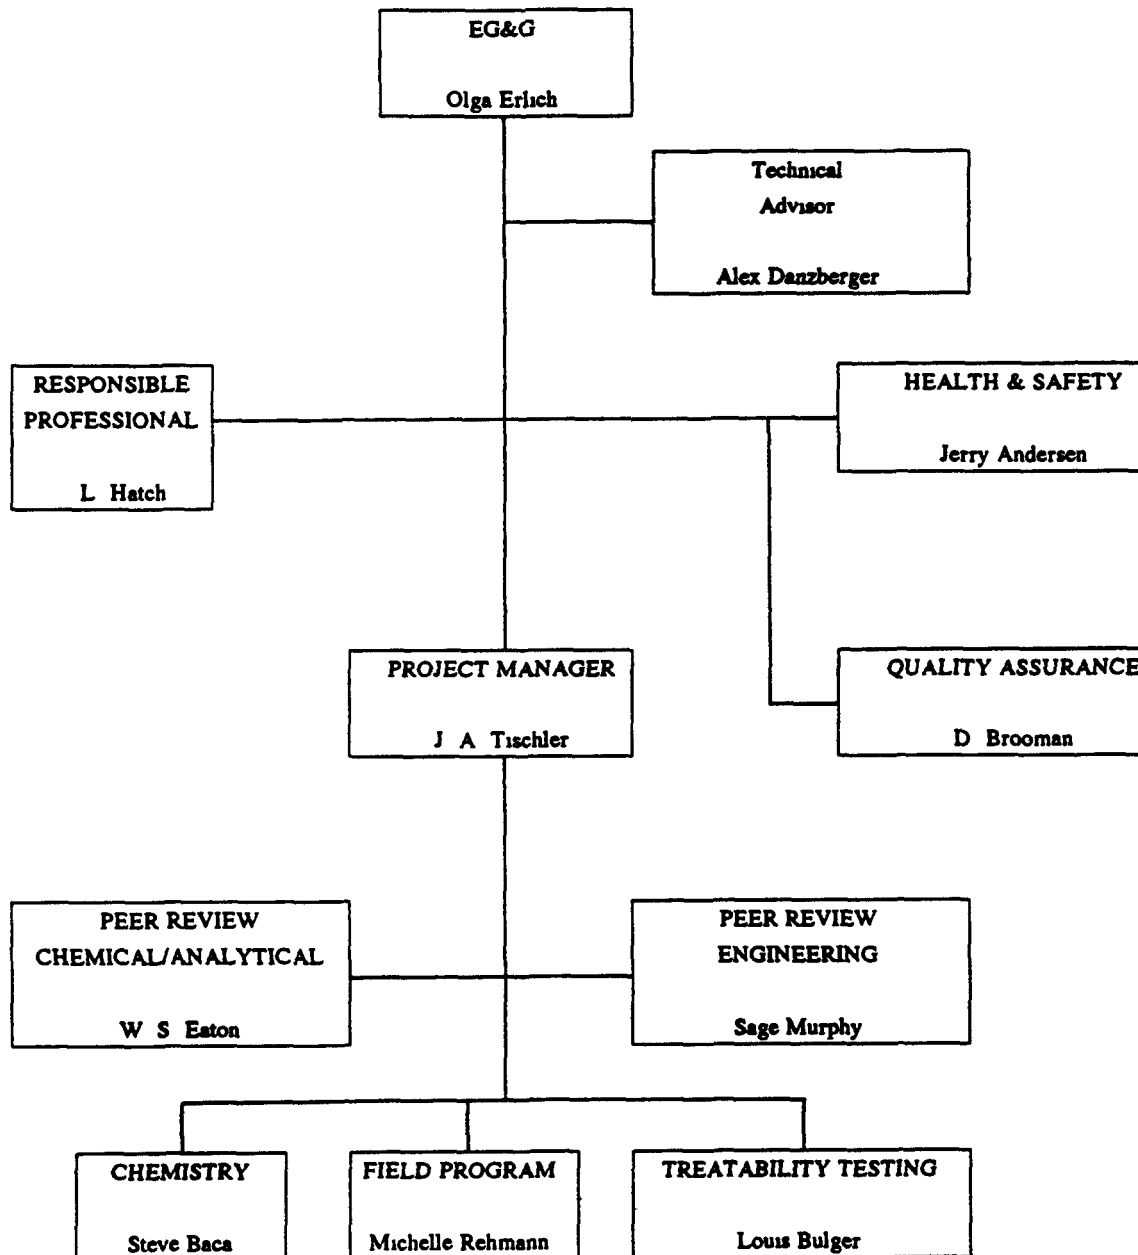 EG&G
Olga Erlich
Technical
Advisor
Alex Danzberger
RESPONSIBLE
PROFESSIONAL
L Hatch
HEALTH & SAFETY
Jerry Andersen
PROJECT MANAGER
J A Tischler
QUALITY ASSURANCE
D Brooman
PEER REVIEW
CHEMICAL/ANALYTICAL
W S Eaton
PEER REVIEW
ENGINEERING
Sage Murphy
CHEMISTRY
Steve Baca
FIELD PROGRAM
Michelle Rehmann
TREATABILITY TESTING
Louis Bulger